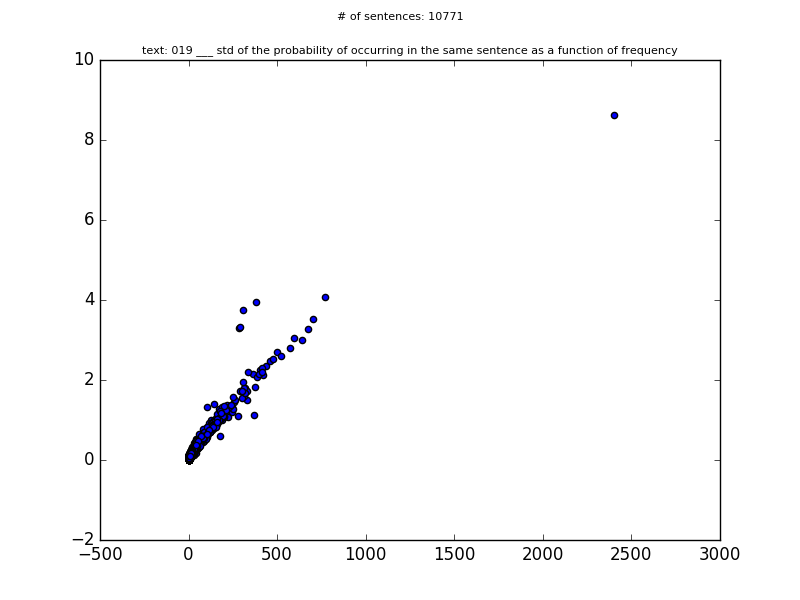 # of sentences: 10771
text: 019 ___ std of the probability of occurring in the same sentence as a function of frequency
10
8
6
4
2
0
−2
−500 0 500 1000 1500 2000 2500 3000